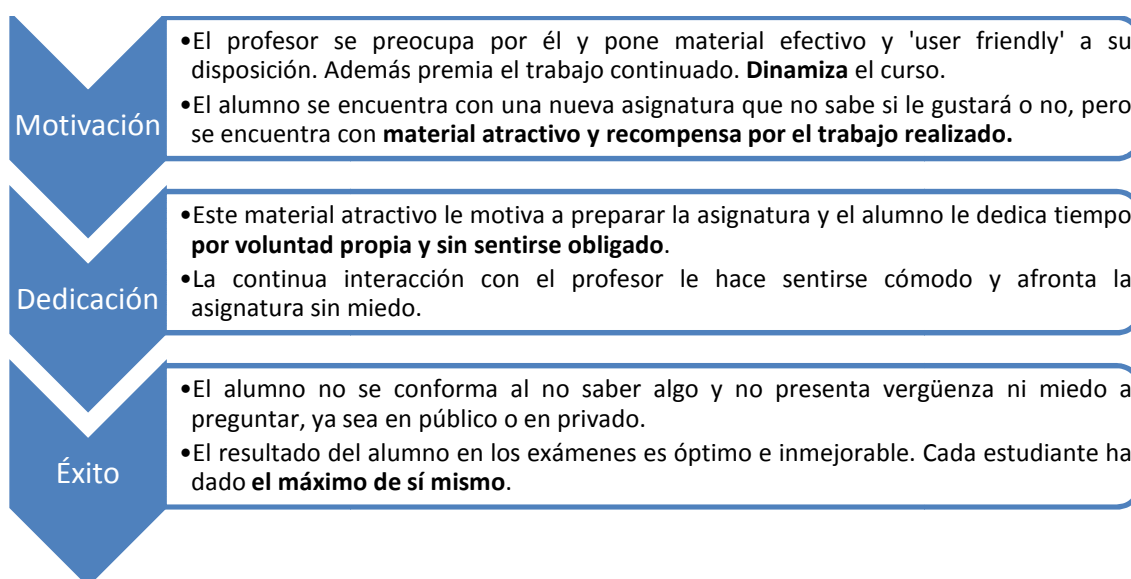 Motivación
•El profesor se preocupa por él y pone material efectivo y 'user friendly' a su
disposición. Además premia el trabajo continuado. Dinamiza el curso.
•El alumno se encuentra con una nueva asignatura que no sabe si le gustará o no, pero
se encuentra con material atractivo y recompensa por el trabajo realizado.
Dedicación
•Este material atractivo le motiva a preparar la asignatura y el alumno le dedica tiempo
por voluntad propia y sin sentirse obligado.
•La continua interacción con el profesor le hace sentirse cómodo y afronta la
asignatura sin miedo.
Éxito
•El alumno no se conforma al no saber algo y no presenta vergüenza ni miedo a
preguntar, ya sea en público o en privado.
•El resultado del alumno en los exámenes es óptimo e inmejorable. Cada estudiante ha
dado el máximo de sí mismo.